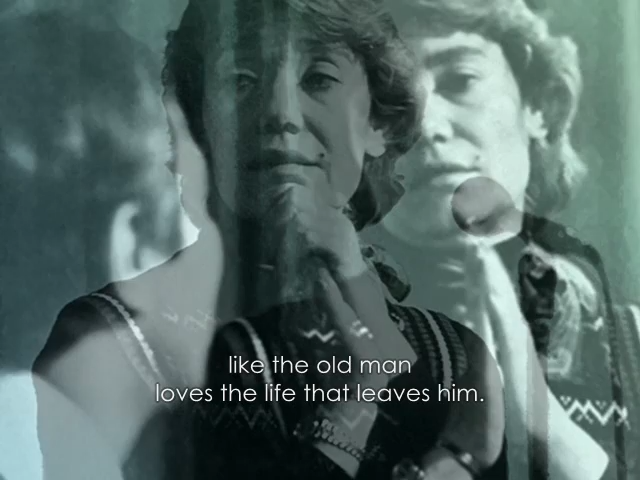 like the old man
loves the life that leaves him.